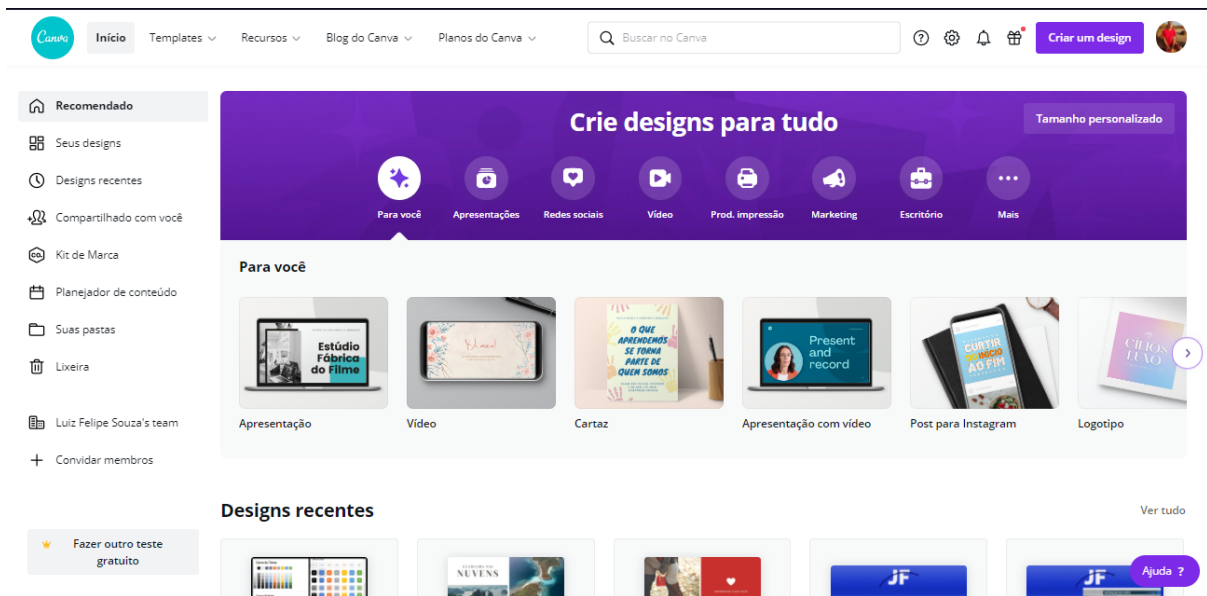 Canva
Início
Templates
Recursos
Blog do Canva
Planos do Canva
Buscar no Canva
Criar um design
Recomendado
Seus designs
Designs recentes
Compartilhado com você
Kit de Marca
Planejador de conteúdo
Suas pastas
Lixeira
Luiz Felipe Souza's team
Convidar membros
Fazer outro teste
gratuito
Crie designs para tudo
Tamanho personalizado
Para você
Apresentações
Redes sociais
Vídeo
Prod. impressão
Marketing
Escritório
Mais
Para você
Estúdio
Fábrica
do Filme
O QUE
APRENDEMOS
SE TORNA
PARTE DE
QUEM SOMOS
Present
and
record
CURTIR
DO INÍCIO
AO FIM
CÍLIOS
LUXO
Apresentação
Vídeo
Cartaz
Apresentação com vídeo
Post para Instagram
Logotipo
Designs recentes
Ver tudo
NUVENS
JF
JF
Ajuda ?